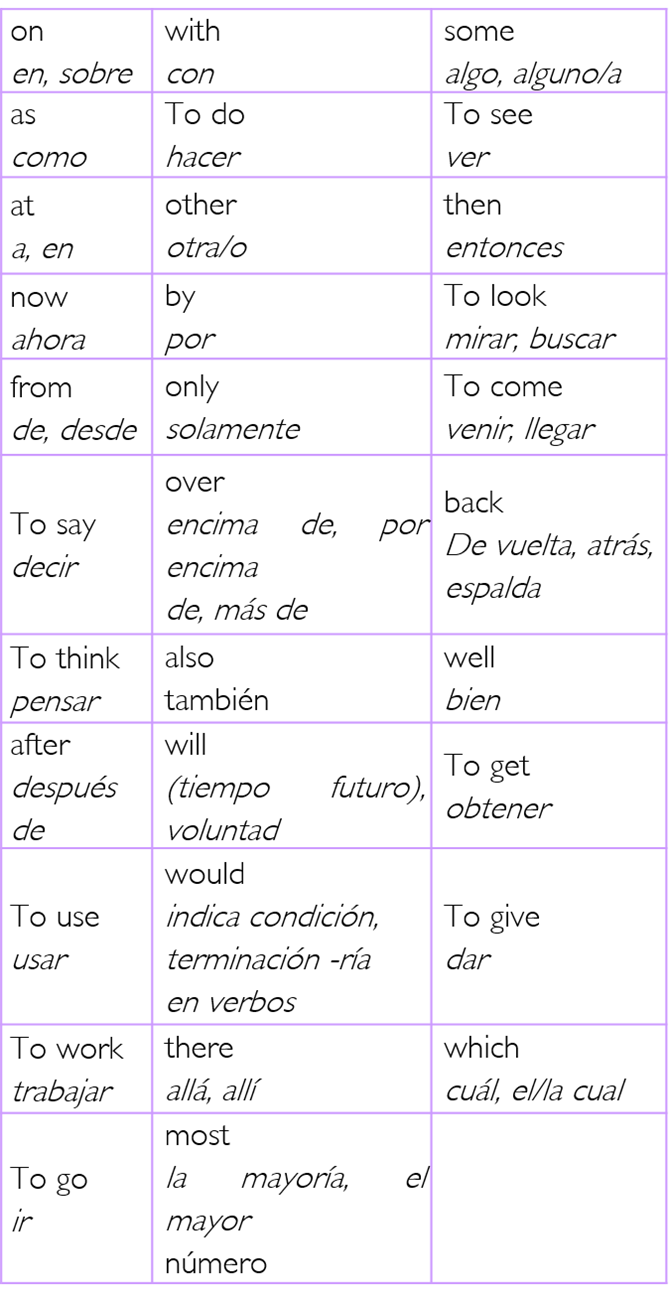 on
en, sobre
with
con
some
algo, alguno/a
as
como
To do
hacer
To see
ver
at
a, en
other
otra/o
then
entonces
now
ahora
by
por
To look
mirar, buscar
from
de, desde
only
solamente
To come
venir, llegar
To say
decir
over
encima de, por
encima
de, más de
back
De vuelta, atrás,
espalda
To think
pensar
also
también
well
bien
after
después
de
will
(tiempo futuro),
voluntad
To get
obtener
To use
usar
would
indica condición,
terminación -ría
en verbos
To give
dar
To work
trabajar
there
allá, allí
which
cuál, el/la cual
To go
ir
most
la mayoría, el
mayor
número